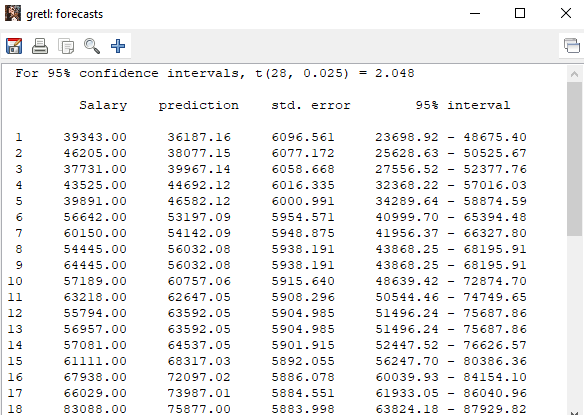 gretl: forecasts
For 95% confidence intervals, t(28, 0.025) = 2.048
Salary prediction std. error 95% interval
1 39343.00 36187.16 6096.561 23698.92 - 48675.40
2 46205.00 38077.15 6077.172 25628.63 - 50525.67
3 37731.00 39967.14 6058.668 27556.52 - 52377.76
4 43525.00 44692.12 6016.335 32368.22 - 57016.03
5 39891.00 46582.12 6000.991 34289.64 - 58874.59
6 56642.00 53197.09 5954.571 40999.70 - 65394.48
7 60150.00 54142.09 5948.875 41956.37 - 66327.80
8 54445.00 56032.08 5938.191 43868.25 - 68195.91
9 64445.00 56032.08 5938.191 43868.25 - 68195.91
10 57189.00 60757.06 5915.640 48639.42 - 72874.70
11 63218.00 62647.05 5908.296 50544.46 - 74749.65
12 55794.00 63592.05 5904.985 51496.24 - 75687.86
13 56957.00 63592.05 5904.985 51496.24 - 75687.86
14 57081.00 64537.05 5901.915 52447.52 - 76626.57
15 61111.00 68317.03 5892.055 56247.70 - 80386.36
16 67938.00 72097.02 5886.078 60039.93 - 84154.10
17 66029.00 73987.01 5884.551 61933.05 - 86040.96
18 83088.00 75877.00 5883.998 63824.18 - 87929.82